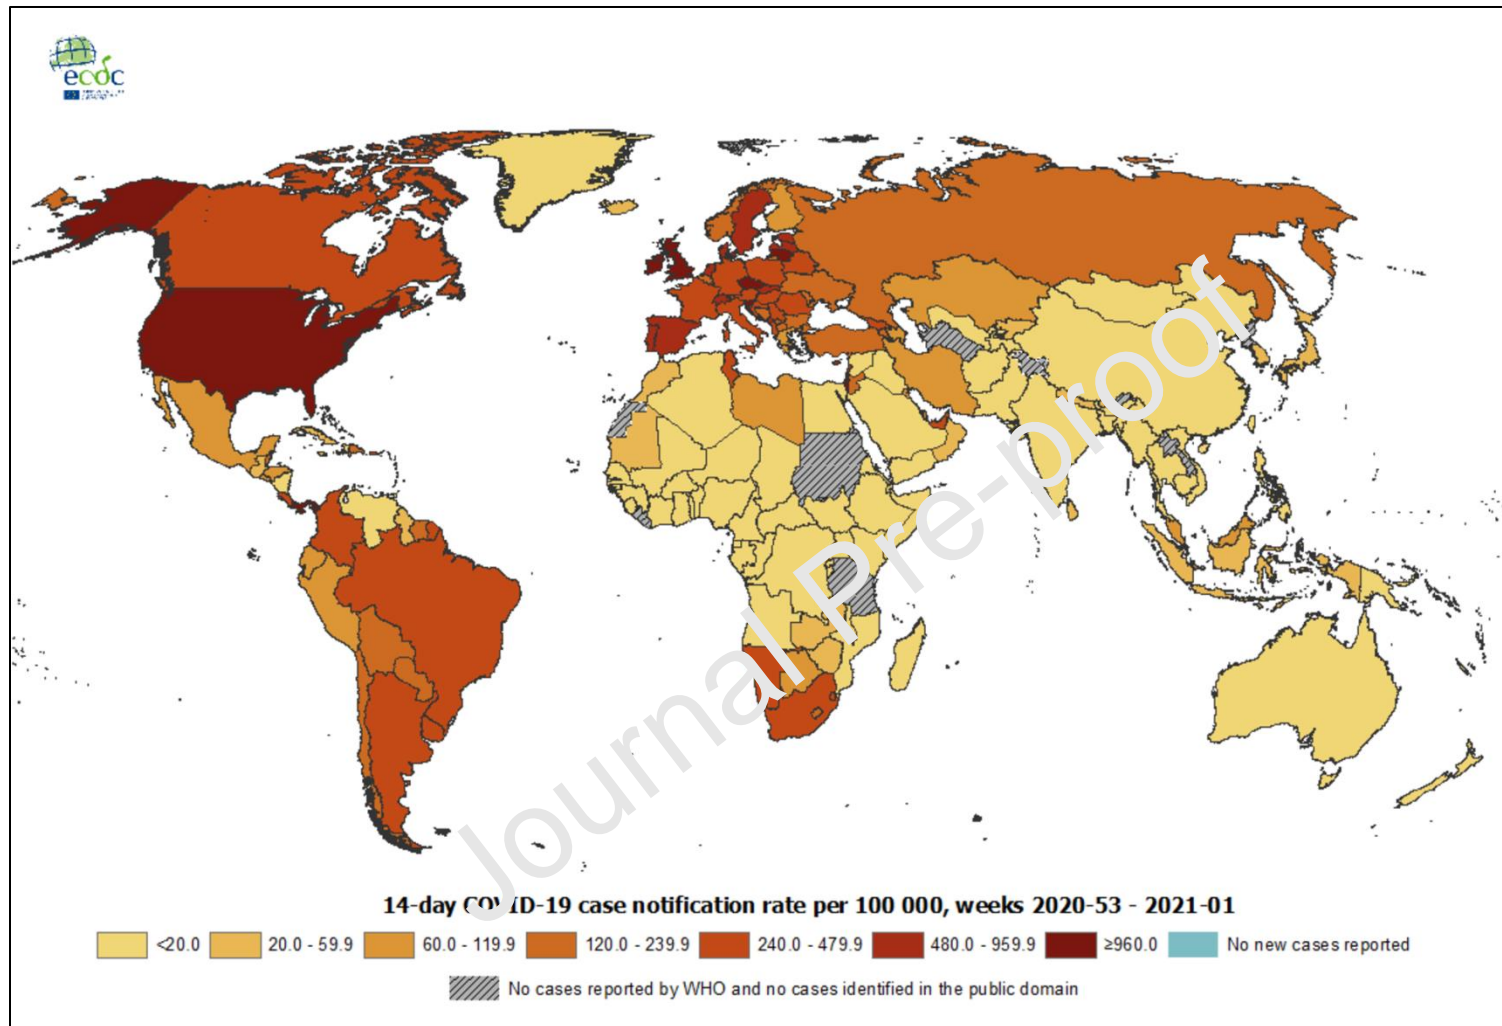 ecdc
Journal Pre-proof
14-day COVID-19 case notification rate per 100 000, weeks 2020-53 - 2021-01
<20.0
20.0 - 59.9
60.0 - 119.9
120.0 - 239.9
240.0 - 479.9
480.0 - 959.9
≥960.0
No new cases reported
No cases reported by WHO and no cases identified in the public domain